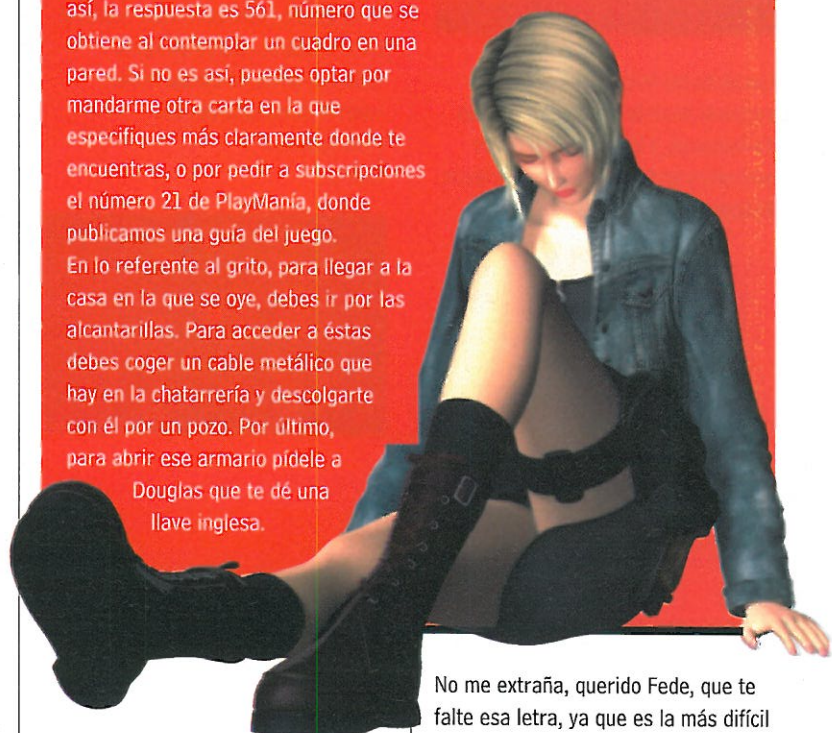 así, la respuesta es 561, número que se
obtiene al contemplar un cuadro en una
pared. Si no es así, puedes optar por
mandarme otra carta en la que
especifiques más claramente donde te
encuentras, o por pedir a subscripciones
el número 21 de PlayManía, donde
publicamos una guía del juego.
En lo referente al grito, para llegar a la
casa en la que se oye, debes ir por las
alcantarillas. Para acceder a éstas
debes coger un cable metálico que
hay en la chatarrería y descolgarte
con él por un pozo. Por último,
para abrir ese armario pídele a
Douglas que te dé una
llave inglesa.
No me extraña, querido Fede, que te
falte esa letra, ya que es la más difícil